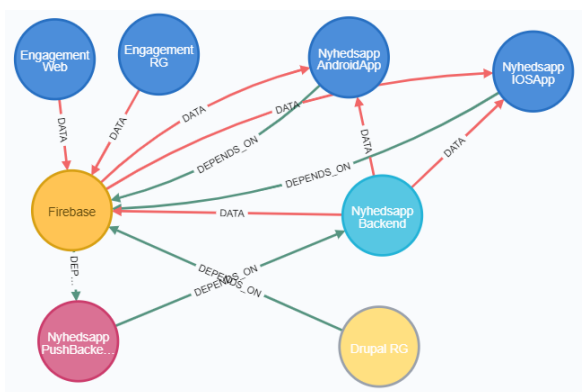 Engagement
Web
Engagement
RG
Nyhedsapp
AndroidApp
Nyhedsapp
IOSApp
DATA
DATA
DATA
DATA
DEPENDS_ON
DATA
DATA
DEPENDS_ON
Firebase
DATA
Nyhedsapp
Backend
DEP...
DEPENDS_ON
DEPENDS_ON
Nyhedsapp
PushBacke...
Drupal RG